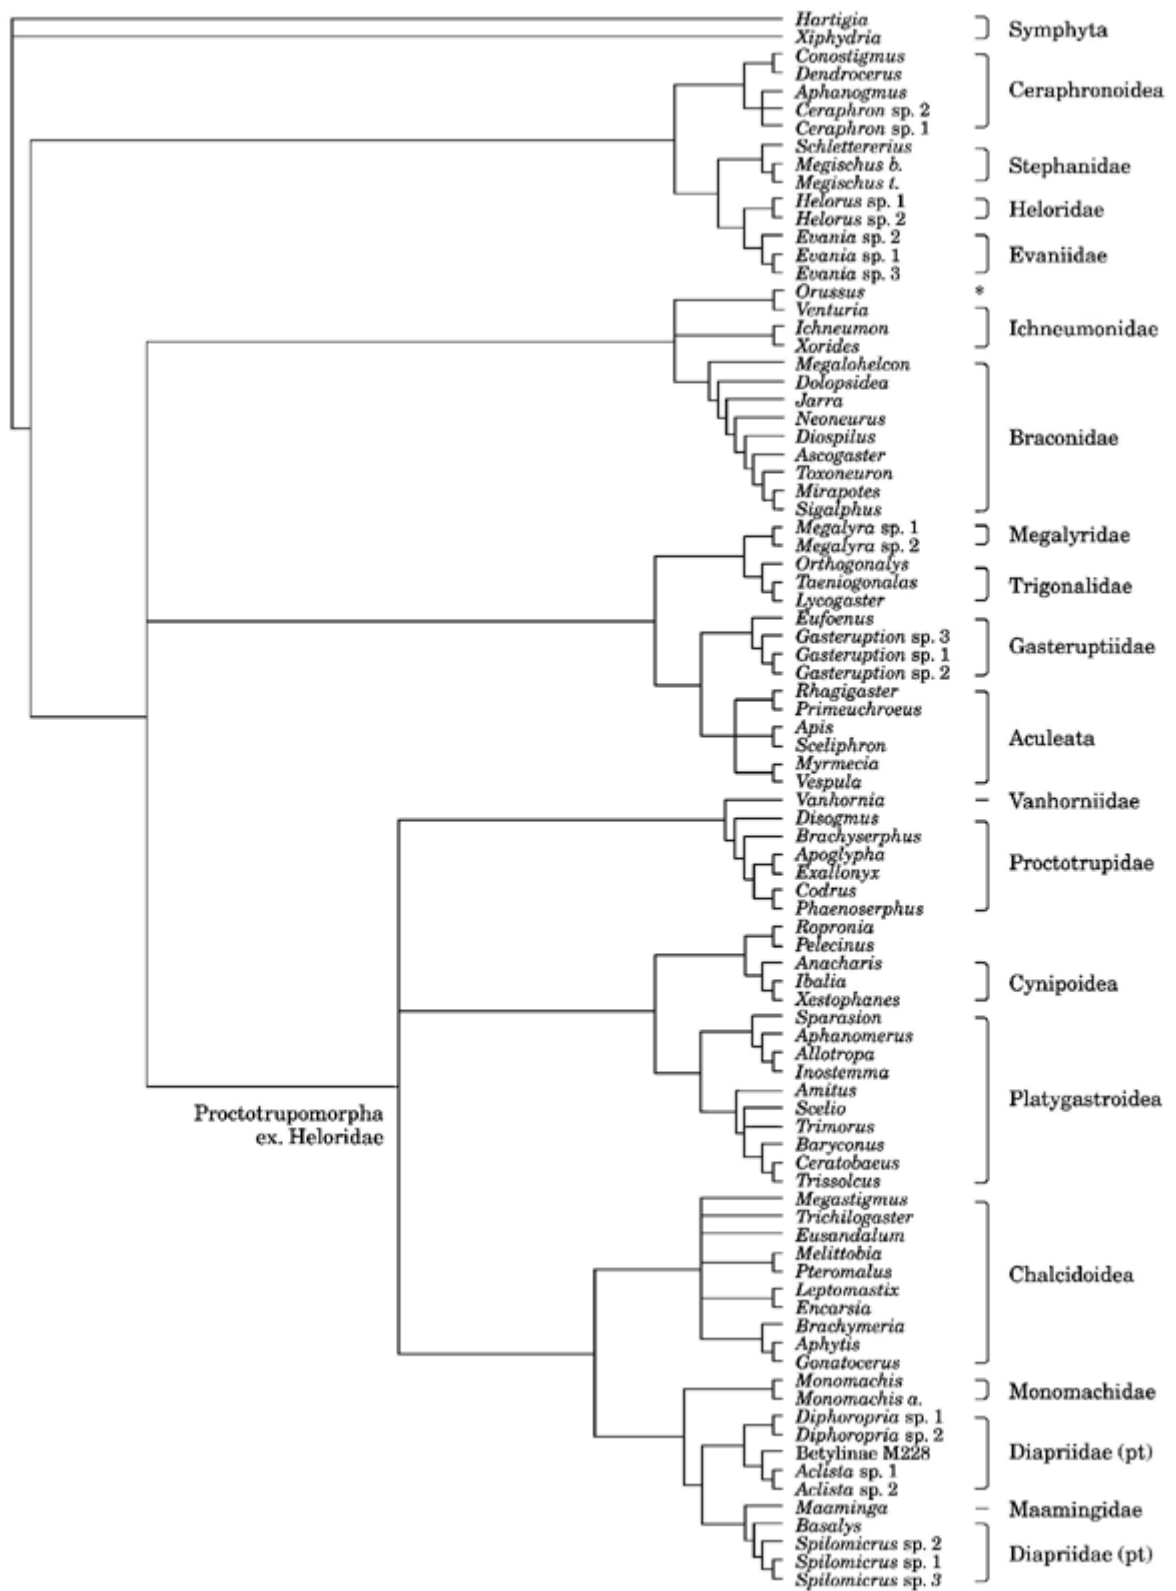 Hartigia
Xiphydria
Symphyta
Conostigmus
Dendrocerus
Aphanogmus
Ceraphron sp. 2
Ceraphron sp. 1
Ceraphronoidea
Schlettererius
Megischus b.
Megischus t.
Stephanidae
Helorus sp. 1
Helorus sp. 2
Heloridae
Evania sp. 2
Evania sp. 1
Evania sp. 3
Evaniidae
Orussus *
Venturia
Ichneumon
Xorides
Ichneumonidae
Megalohelcon
Dolopsidea
Jarra
Neoneurus
Diospilus
Ascogaster
Toxoneuron
Mirapotes
Sigalphus
Braconidae
Megalyra sp. 1
Megalyra sp. 2
Megalyridae
Orthogonalys
Taeniogonalas
Lycogaster
Trigonalidae
Eufoenus
Gasteruption sp. 3
Gasteruption sp. 1
Gasteruption sp. 2
Gasteruptiidae
Rhagigaster
Primeuchroeus
Apis
Sceliphron
Myrmecia
Vespula
Aculeata
Vanhornia
Vanhorniidae
Disogmus
Brachyserphus
Apoglypha
Exallonyx
Codrus
Phaenoserphus
Proctotrupidae
Ropronia
Pelecinus
Anacharis
Ibalia
Xestophanes
Cynipoidea
Sparasion
Aphanomerus
Allotropa
Inostemma
Amitus
Scelio
Trimorus
Baryconus
Ceratobaeus
Trissolcus
Platygastroidea
Proctotrupomorpha
ex. Heloridae
Megastigmus
Trichilogaster
Eusandalum
Melittobia
Pteromalus
Leptomastix
Encarsia
Brachymeria
Aphytis
Gonatocerus
Chalcidoidea
Monomachis
Monomachis a.
Monomachidae
Diphoropria sp. 1
Diphoropria sp. 2
Betylinae M228
Aclista sp. 1
Aclista sp. 2
Diapriidae (pt)
Maaminga
Maamingidae
Basalys
Spilomicrus sp. 2
Spilomicrus sp. 1
Spilomicrus sp. 3
Diapriidae (pt)